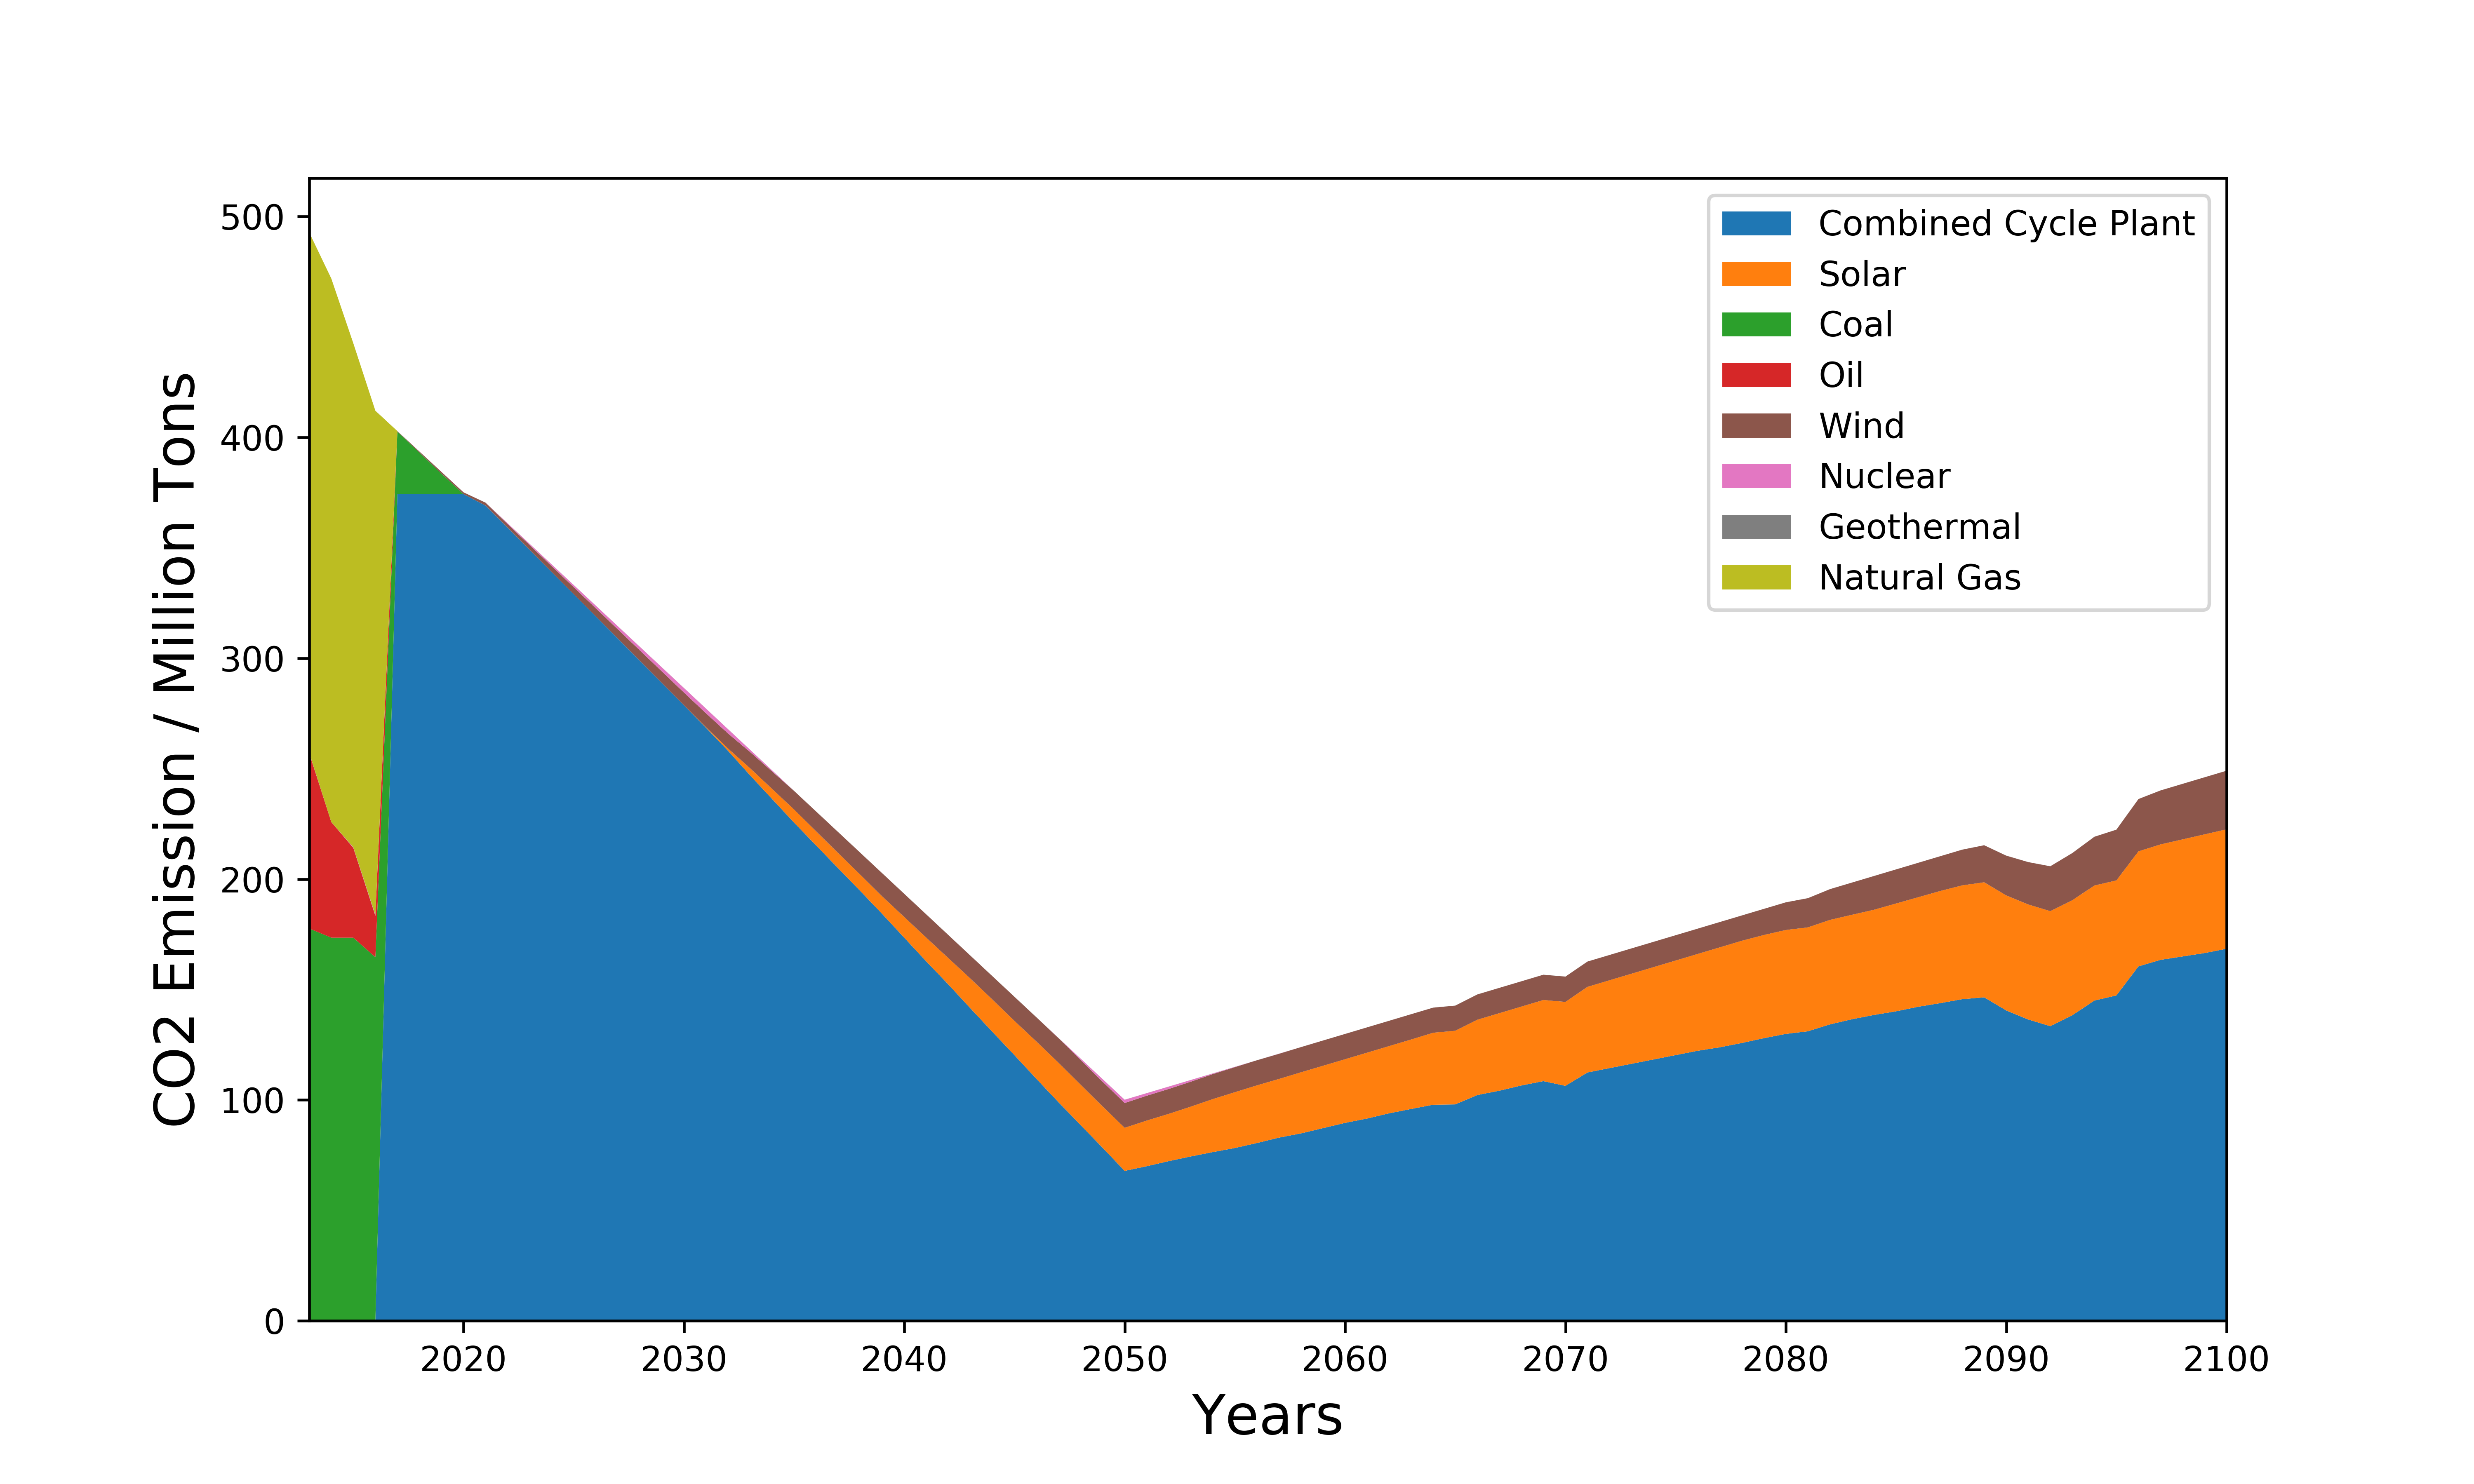 500
400
300
200
100
0
CO2 Emission / Million Tons
Combined Cycle Plant
Solar
Coal
Oil
Wind
Nuclear
Geothermal
Natural Gas
2020 2030 2040 2050 2060 2070 2080 2090 2100
Years